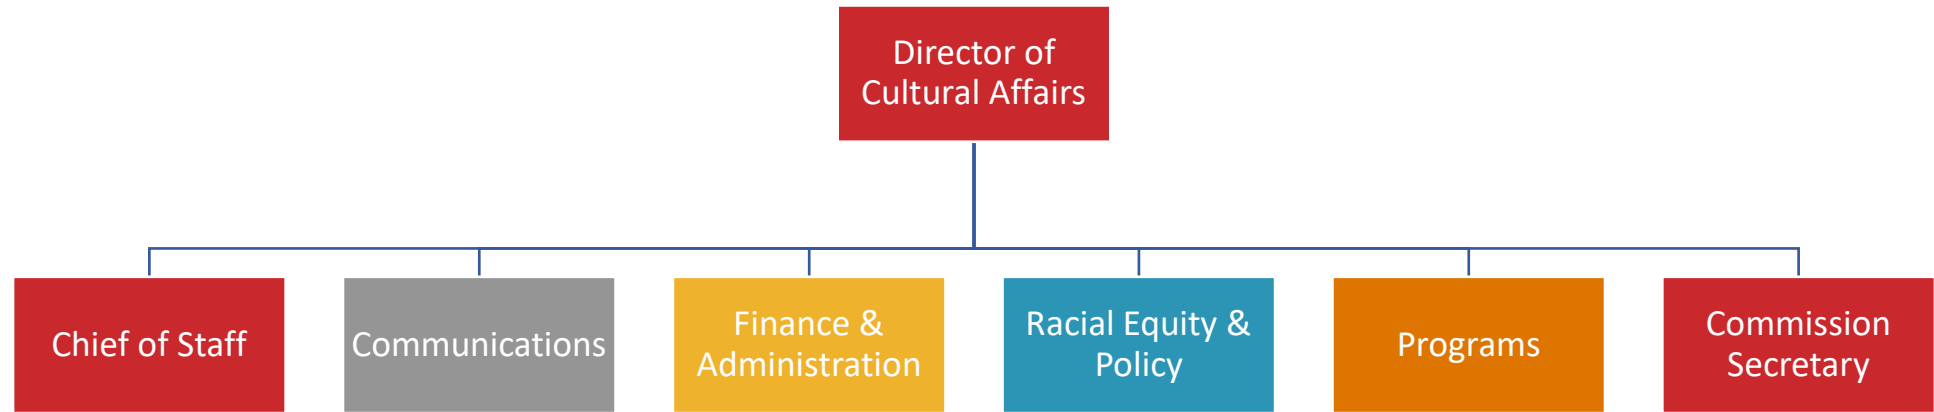 Director of
Cultural Affairs
Chief of Staff
Communications
Finance &
Administration
Racial Equity &
Policy
Programs
Commission
Secretary